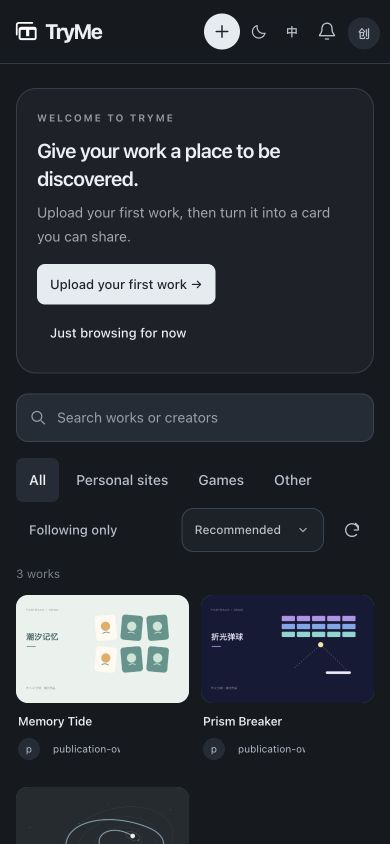 TryMe
中
创
WELCOME TO TRYME
Give your work a place to be
discovered.
Upload your first work, then turn it into a card
you can share.
Upload your first work →
Just browsing for now
Search works or creators
All
Personal sites
Games
Other
Following only
Recommended
3 works
潮汐记忆
折光弹球
Memory Tide
Prism Breaker
p
publication-ov
p
publication-ov